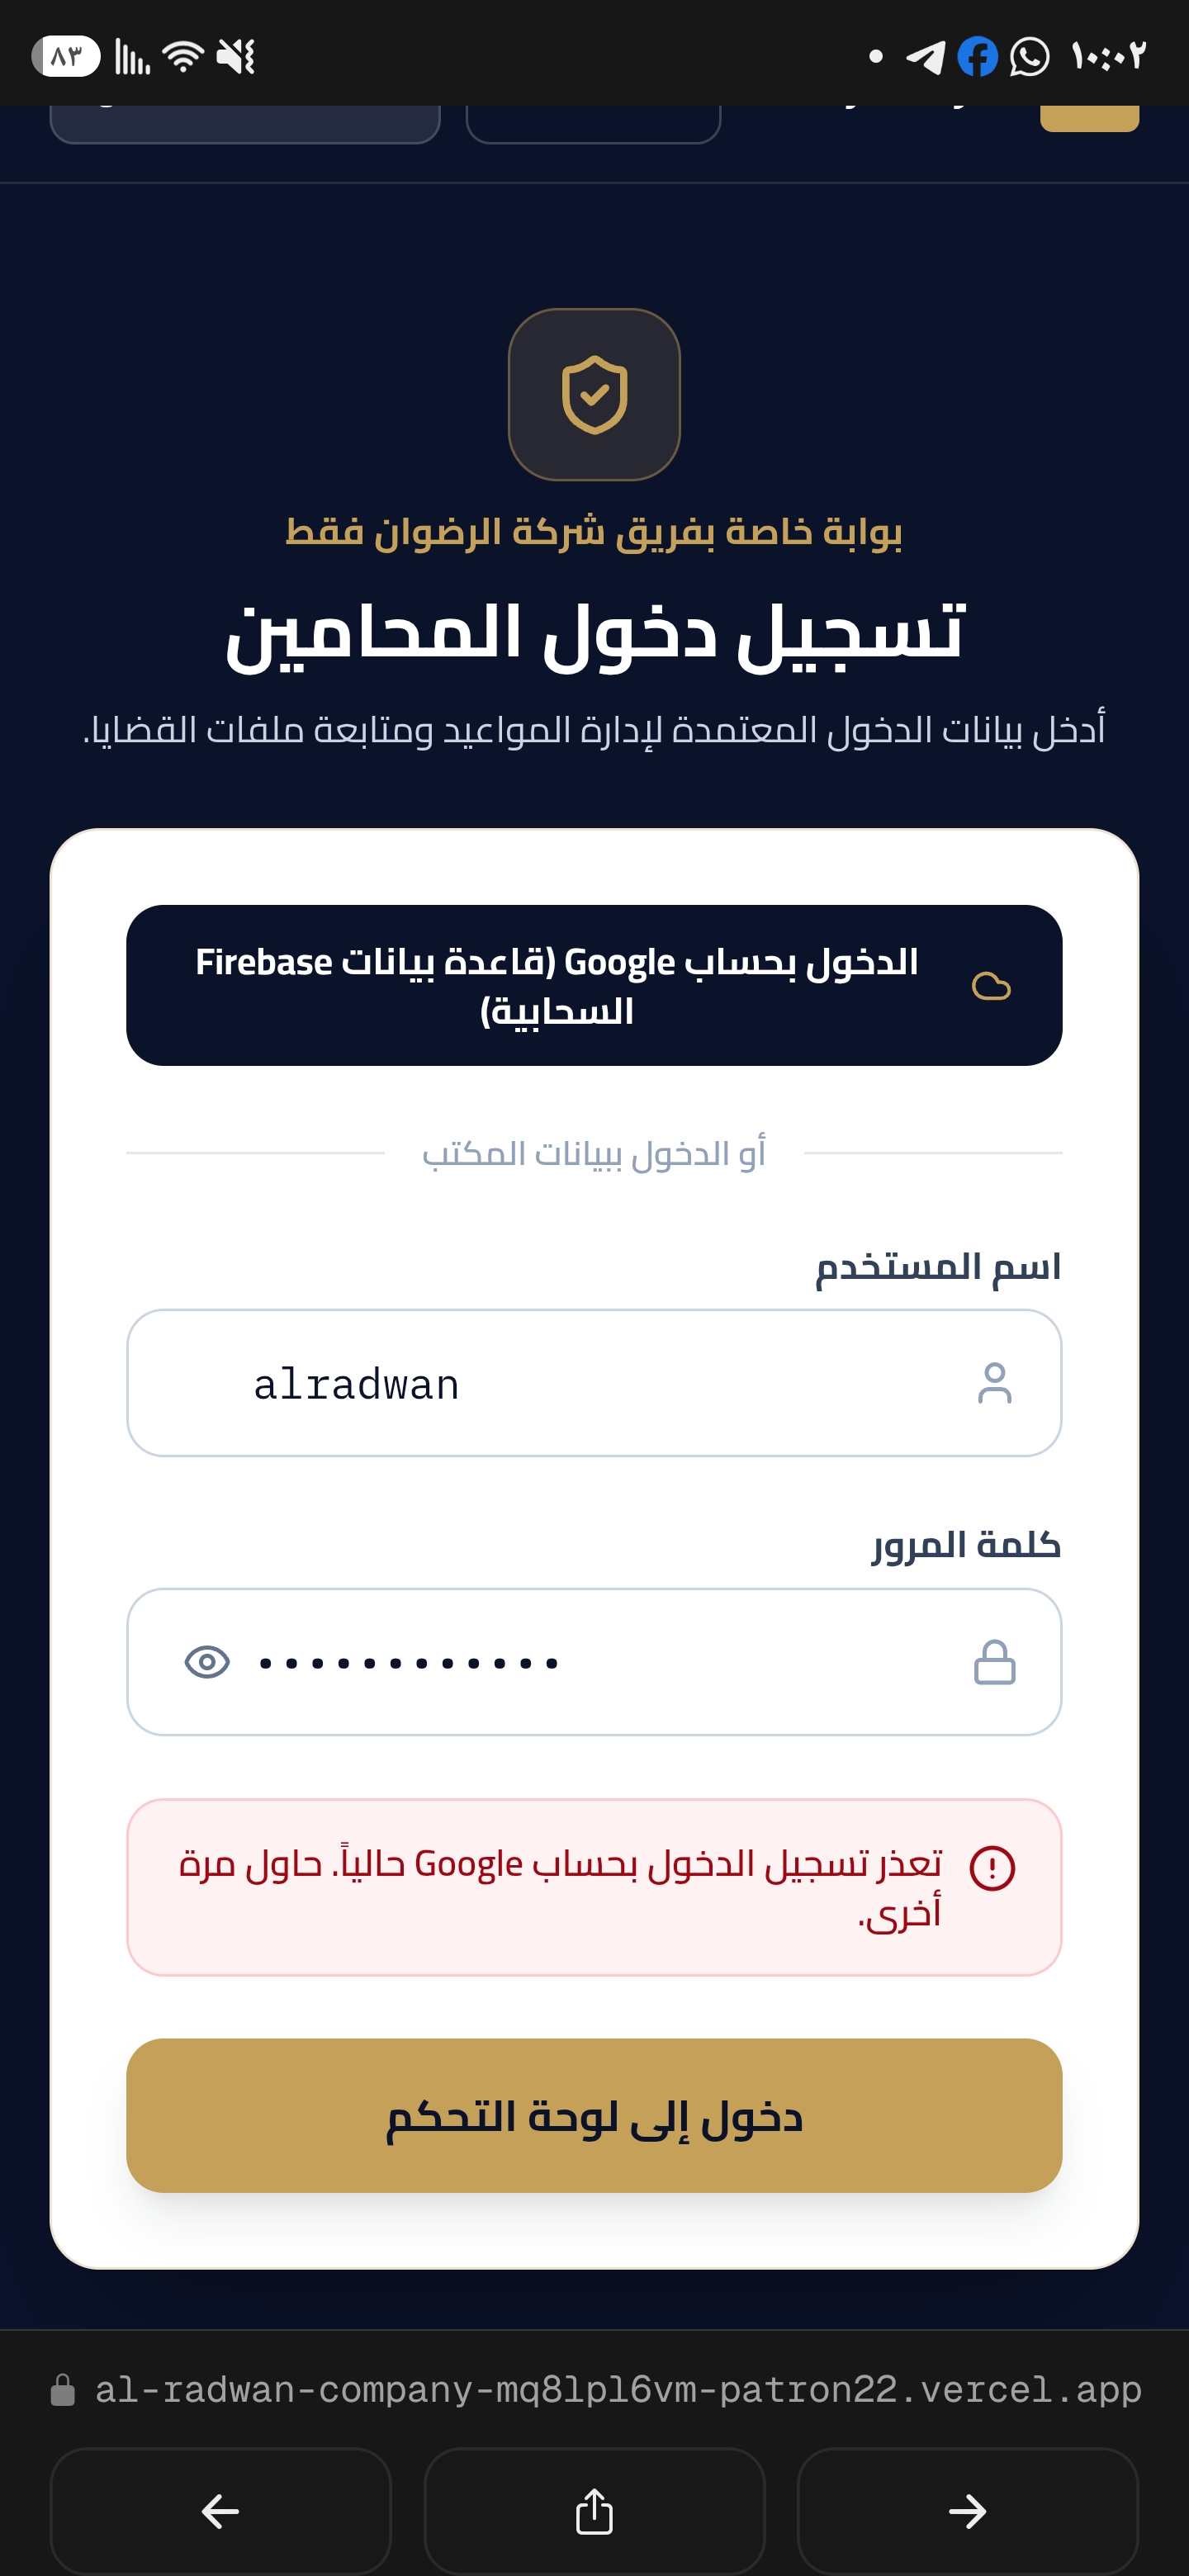 ٨٣
١٠:٠٢
بوابة خاصة بفريق شركة الرضوان فقط
تسجيل دخول المحامين
أدخل بيانات الدخول المعتمدة لإدارة المواعيد ومتابعة ملفات القضايا.
الدخول بحساب Google (قاعدة بيانات Firebase
السحابية)
أو الدخول ببيانات المكتب
اسم المستخدم
alradwan
كلمة المرور
••••••••••••
تعذر تسجيل الدخول بحساب Google حالياً. حاول مرة
أخرى.
دخول إلى لوحة التحكم
al-radwan-company-mq8lpl6vm-patron22.vercel.app